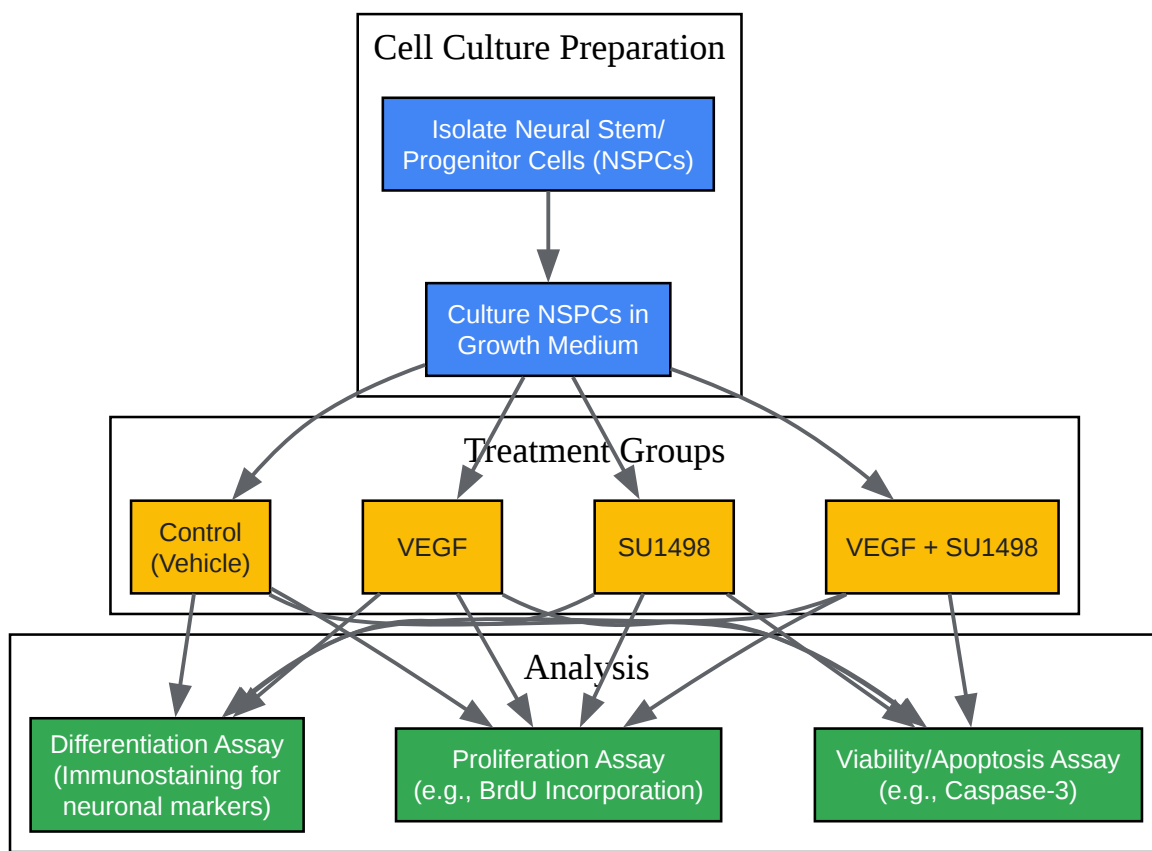 Cell Culture Preparation
Isolate Neural Stem/
Progenitor Cells (NSPCs)
Culture NSPCs in
Growth Medium
Treatment Groups
Control
(Vehicle)
VEGF
SU1498
VEGF + SU1498
Analysis
Differentiation Assay
(Immunostaining for
neuronal markers)
Proliferation Assay
(e.g., BrdU Incorporation)
Viability/Apoptosis Assay
(e.g., Caspase-3)